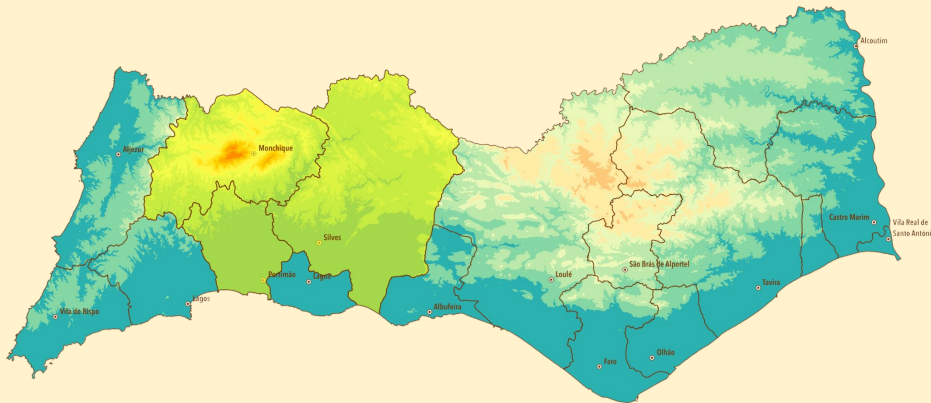 Alcoutim
Aljezur
Monchique
Castro Marim
Vila Real de
Santo Antóni
Silves
São Brás de Alportel
Loulé
Portimão
Lagoa
Tavira
Lagos
Albufeira
Vila do Bispo
Olhão
Faro